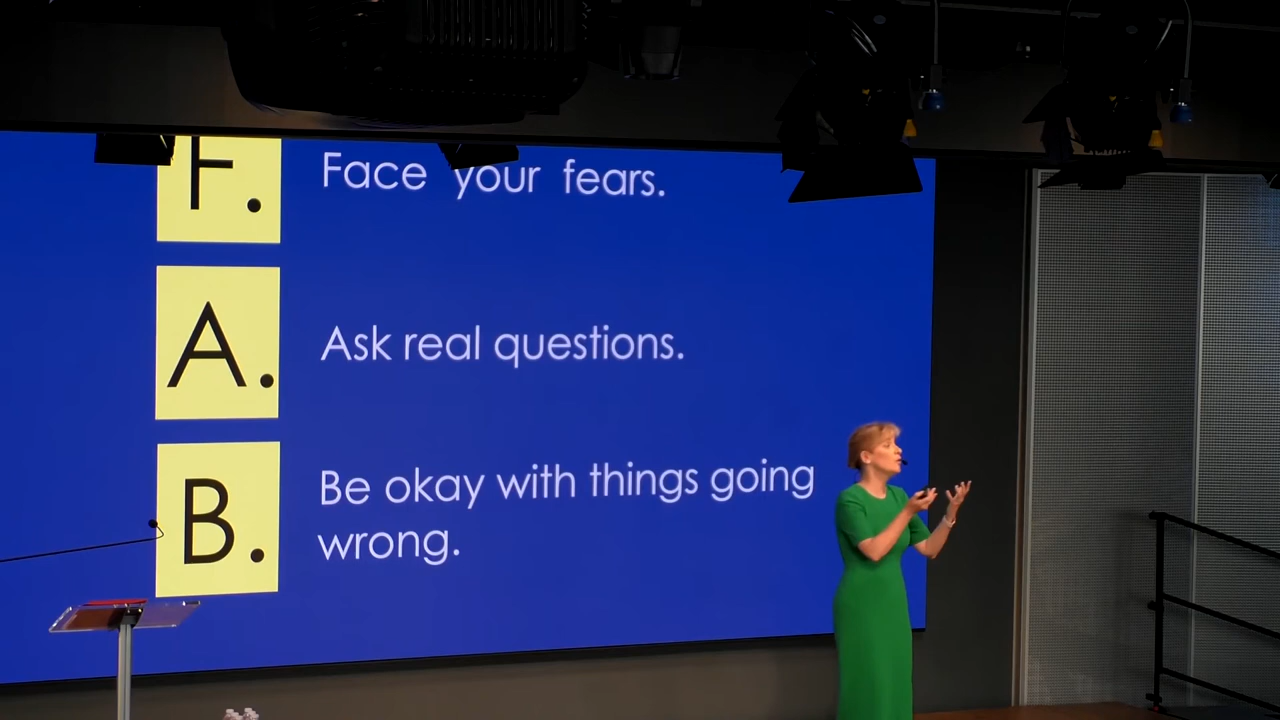 F. Face your fears.
A. Ask real questions.
B. Be okay with things going
wrong.